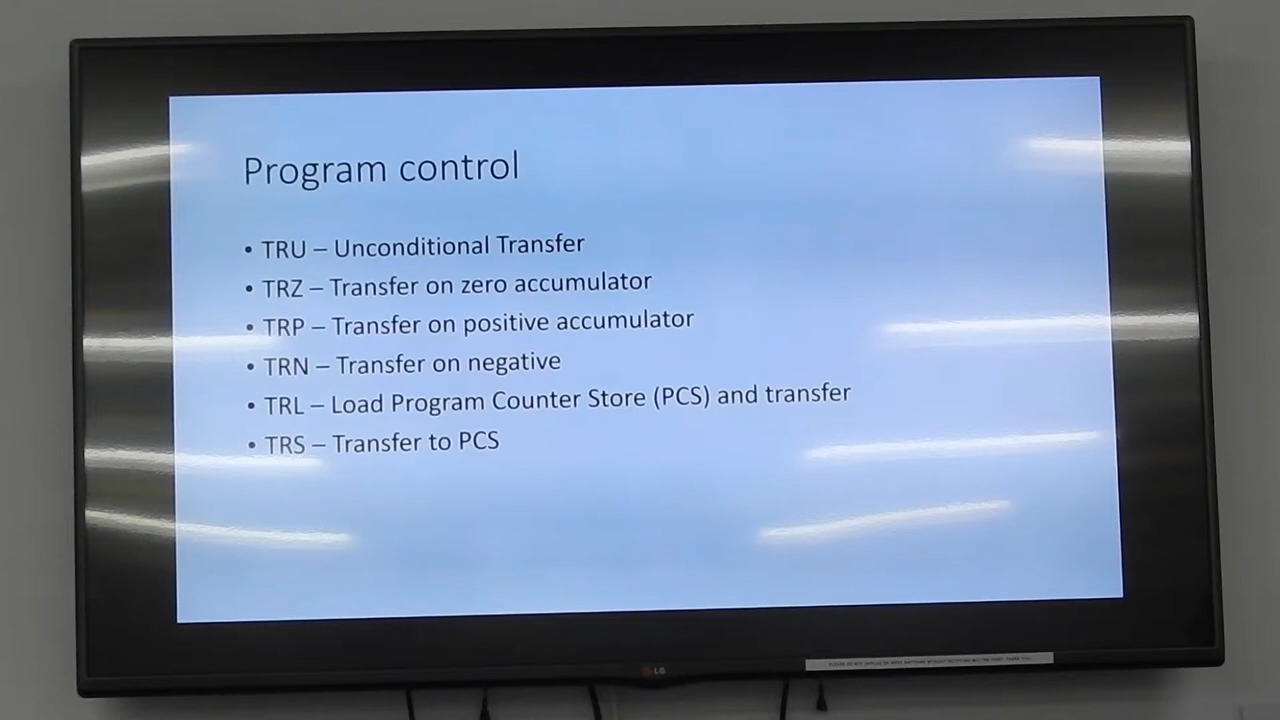 Program control
• TRU – Unconditional Transfer
• TRZ – Transfer on zero accumulator
• TRP – Transfer on positive accumulator
• TRN – Transfer on negative
• TRL – Load Program Counter Store (PCS) and transfer
• TRS – Transfer to PCS
LG